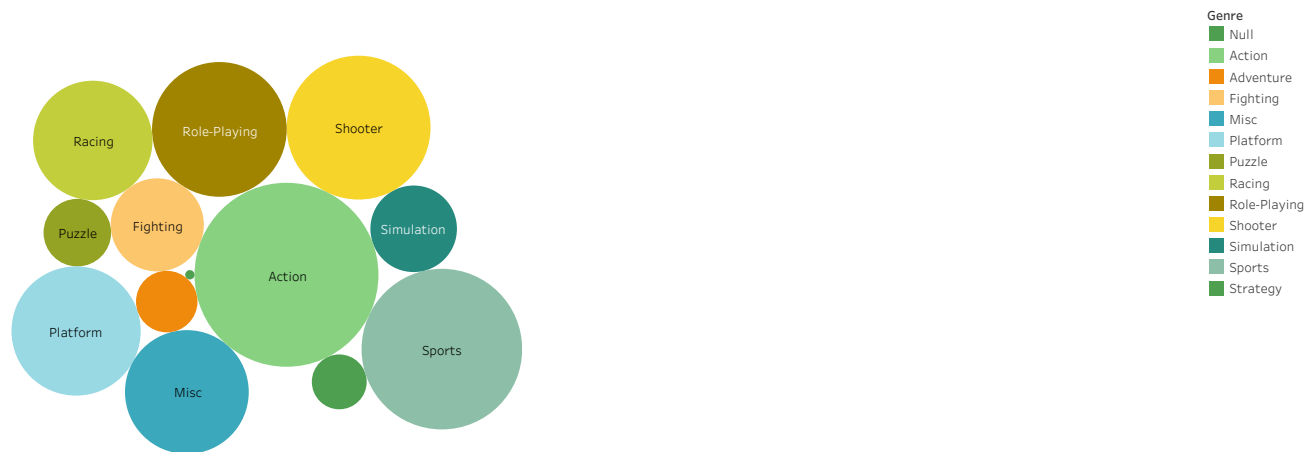 Racing
Role-Playing
Shooter
Puzzle
Fighting
Simulation
Action
Platform
Sports
Misc
Genre
Null
Action
Adventure
Fighting
Misc
Platform
Puzzle
Racing
Role-Playing
Shooter
Simulation
Sports
Strategy